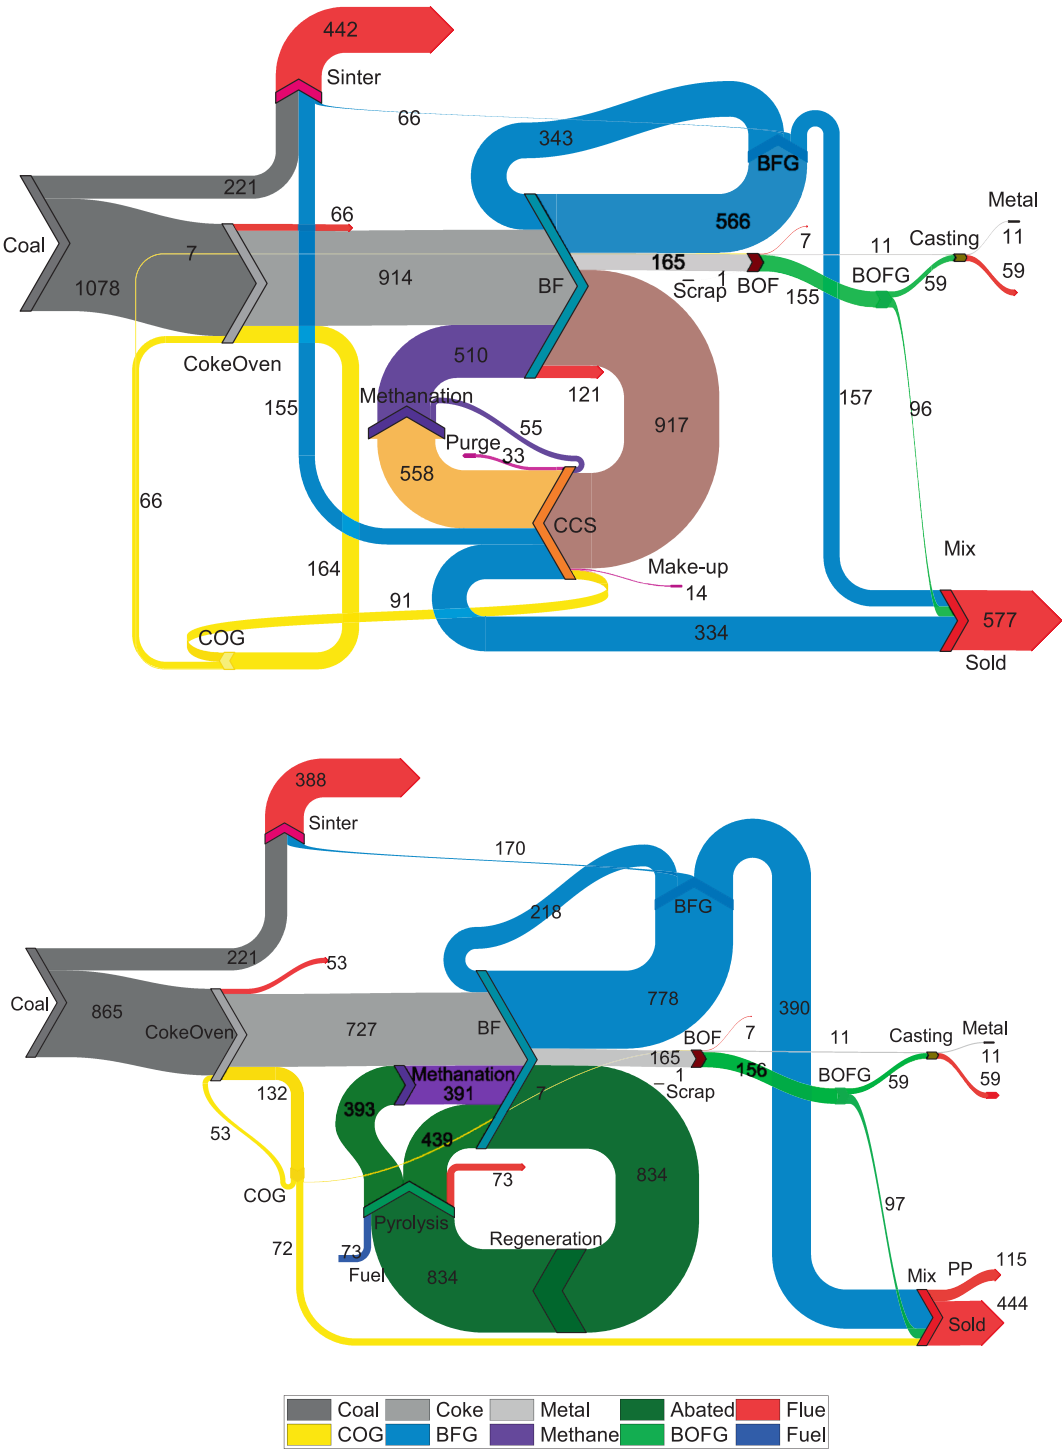 442
Sinter
66
343
BFG
221
566
Metal
11
Coal
66
7
11
Casting
7
165
1
Scrap
BOF
155
BOFG
59
59
1078
914
BF
CokeOven
510
Methanation
121
155
157
96
55
917
Purge
33
558
66
CCS
Mix
164
Make-up
14
91
COG
334
577
Sold
388
Sinter
170
218
BFG
221
53
Coal
865
CokeOven
727
BF
778
390
BOF
7
11
Casting
Metal
11
165
1
Scrap
156
BOFG
59
59
132
Methanation
391
393
7
53
439
834
COG
73
97
Pyrolysis
Regeneration
72
73
Fuel
834
Mix
PP
115
444
Sold
Coal Coke Metal Abated Flue
COG BFG Methane BOFG Fuel